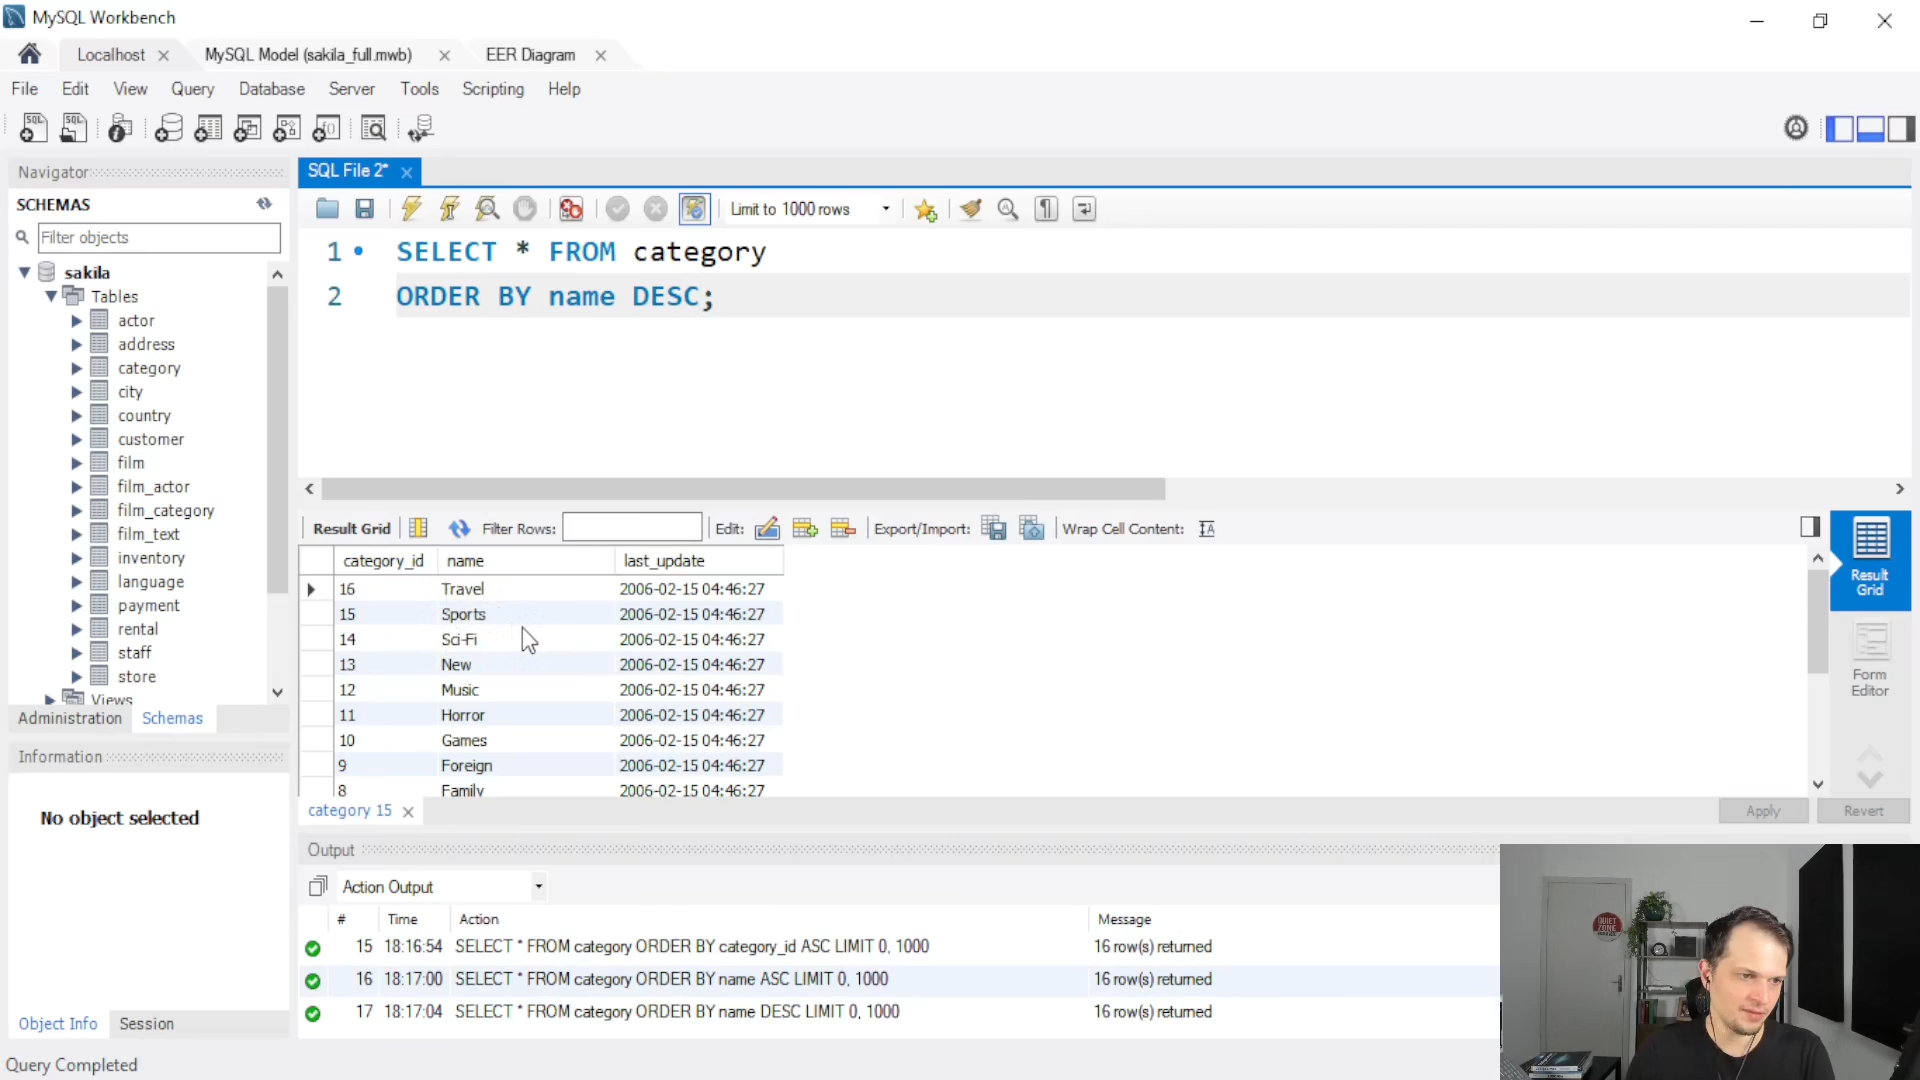 MySQL Workbench
Localhost
MySQL Model (sakila_full.mwb)
EER Diagram
File Edit View Query Database Server Tools Scripting Help
Navigator
SCHEMAS
Filter objects
sakila
Tables
actor
address
category
city
country
customer
film
film_actor
film_category
film_text
inventory
language
payment
rental
staff
store
Views
Administration Schemas
Information
No object selected
Object Info Session
Query Completed
SQL File 2*
Limit to 1000 rows
1 SELECT * FROM category
2 ORDER BY name DESC;
Result Grid Filter Rows: Edit: Export/Import: Wrap Cell Content:
category_id name last_update
16 Travel 2006-02-15 04:46:27
15 Sports 2006-02-15 04:46:27
14 Sci-Fi 2006-02-15 04:46:27
13 New 2006-02-15 04:46:27
12 Music 2006-02-15 04:46:27
11 Horror 2006-02-15 04:46:27
10 Games 2006-02-15 04:46:27
9 Foreign 2006-02-15 04:46:27
8 Family 2006-02-15 04:46:27
Result
Grid
Form
Editor
category 15
Apply Revert
Output
Action Output
# Time Action Message
15 18:16:54 SELECT * FROM category ORDER BY category_id ASC LIMIT 0, 1000 16 row(s) returned
16 18:17:00 SELECT * FROM category ORDER BY name ASC LIMIT 0, 1000 16 row(s) returned
17 18:17:04 SELECT * FROM category ORDER BY name DESC LIMIT 0, 1000 16 row(s) returned
QUIET
ZONE